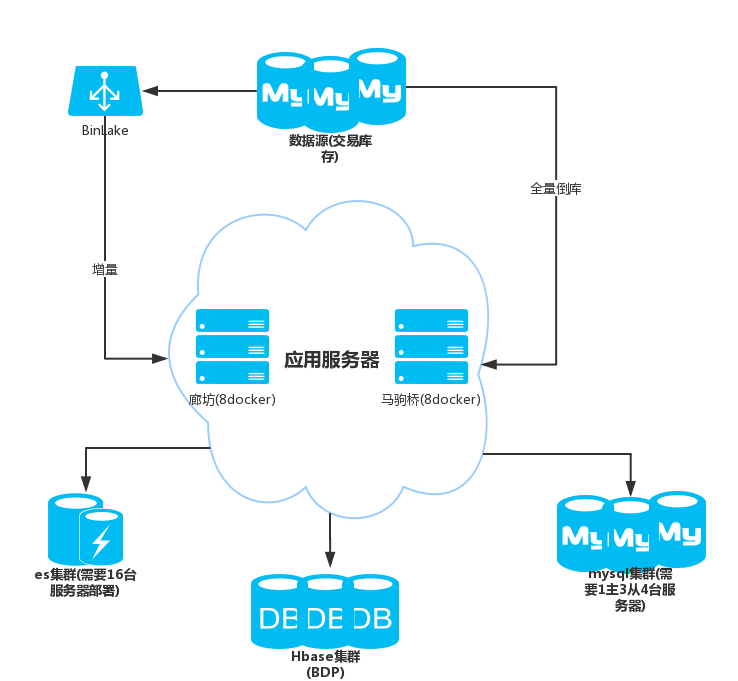 My
My
My
BinLake
数据源(交易库
存)
全量倒库
增量
应用服务器
廊坊(8docker)
马驹桥(8docker)
My
My
My
es集群(需要16台
服务器部署)
mysql集群(需
要1主3从4台服
务器)
DB
DB
DB
Hbase集群
(BDP)